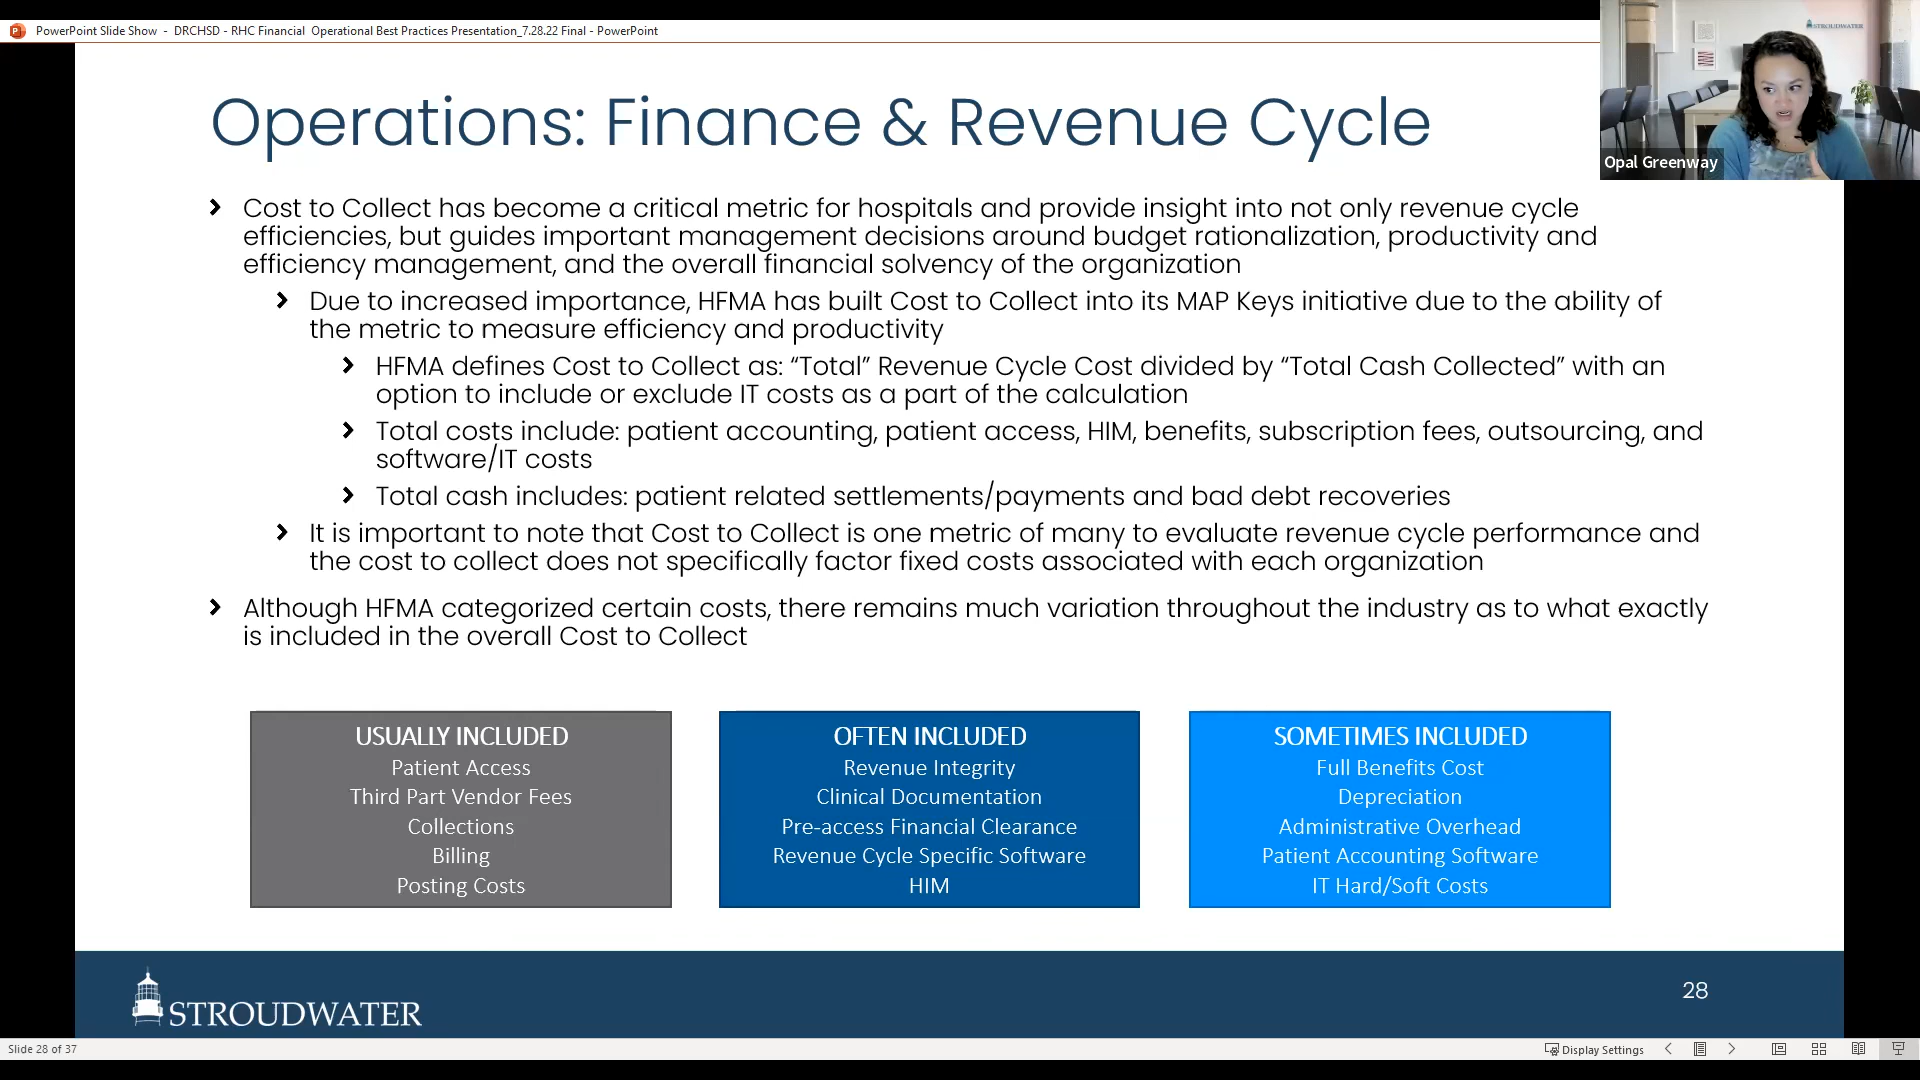 PowerPoint Slide Show - DRCHSD - RHC Financial Operational Best Practices Presentation_7.28.22 Final - PowerPoint
STROUDWATER
Opal Greenway
Operations: Finance & Revenue Cycle
Cost to Collect has become a critical metric for hospitals and provide insight into not only revenue cycle
efficiencies, but guides important management decisions around budget rationalization, productivity and
efficiency management, and the overall financial solvency of the organization
Due to increased importance, HFMA has built Cost to Collect into its MAP Keys initiative due to the ability of
the metric to measure efficiency and productivity
HFMA defines Cost to Collect as: “Total” Revenue Cycle Cost divided by “Total Cash Collected” with an
option to include or exclude IT costs as a part of the calculation
Total costs include: patient accounting, patient access, HIM, benefits, subscription fees, outsourcing, and
software/IT costs
Total cash includes: patient related settlements/payments and bad debt recoveries
It is important to note that Cost to Collect is one metric of many to evaluate revenue cycle performance and
the cost to collect does not specifically factor fixed costs associated with each organization
Although HFMA categorized certain costs, there remains much variation throughout the industry as to what exactly
is included in the overall Cost to Collect
USUALLY INCLUDED
Patient Access
Third Part Vendor Fees
Collections
Billing
Posting Costs
OFTEN INCLUDED
Revenue Integrity
Clinical Documentation
Pre-access Financial Clearance
Revenue Cycle Specific Software
HIM
SOMETIMES INCLUDED
Full Benefits Cost
Depreciation
Administrative Overhead
Patient Accounting Software
IT Hard/Soft Costs
STROUDWATER
28
Slide 28 of 37
Display Settings